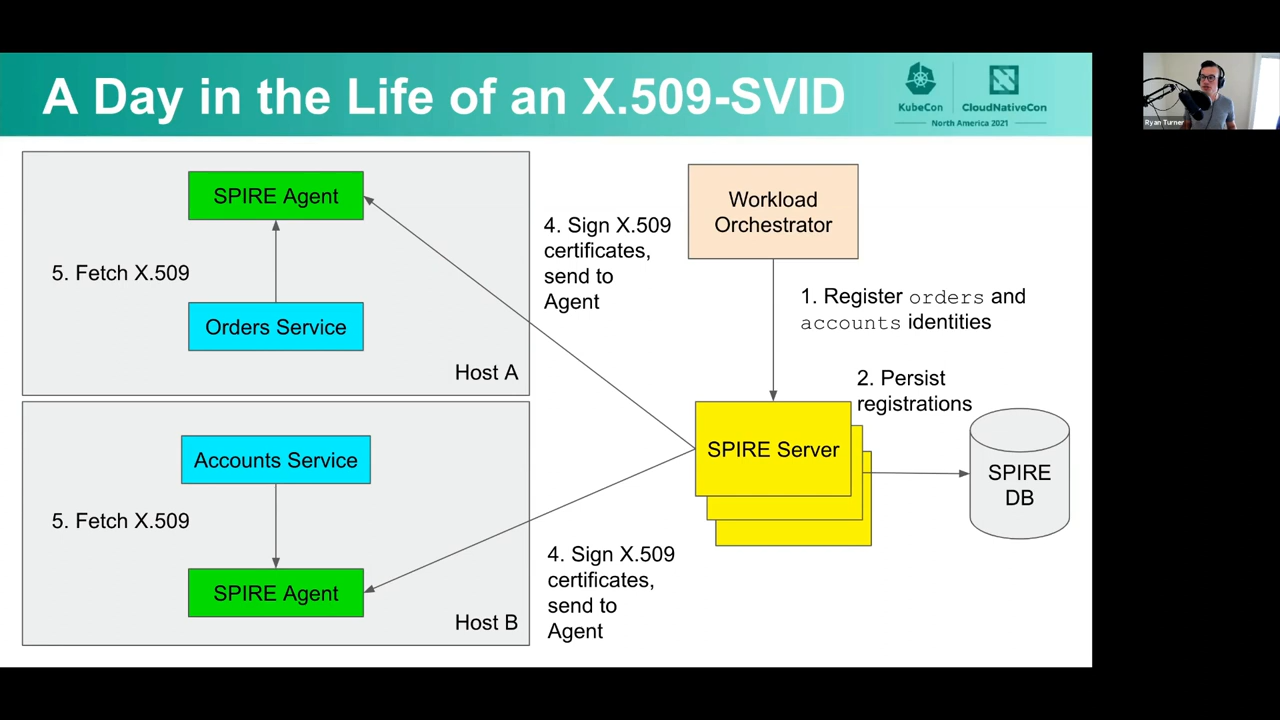 A Day in the Life of an X.509-SVID
KubeCon
CloudNativeCon
North America 2021
Ryan Turner
SPIRE Agent
5. Fetch X.509
Orders Service
Host A
4. Sign X.509
certificates,
send to
Agent
Workload
Orchestrator
1. Register orders and
accounts identities
2. Persist
registrations
SPIRE Server
SPIRE
DB
Accounts Service
5. Fetch X.509
SPIRE Agent
Host B
4. Sign X.509
certificates,
send to
Agent